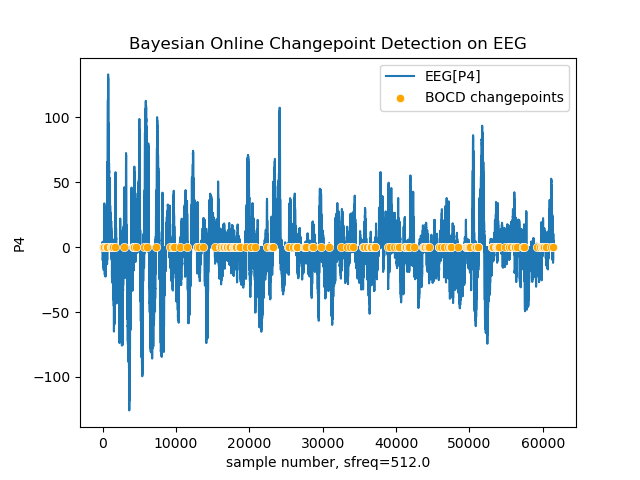 Bayesian Online Changepoint Detection on EEG
EEG[P4]
BOCD changepoints
100
50
0
−50
−100
P4
0 10000 20000 30000 40000 50000 60000
sample number, sfreq=512.0